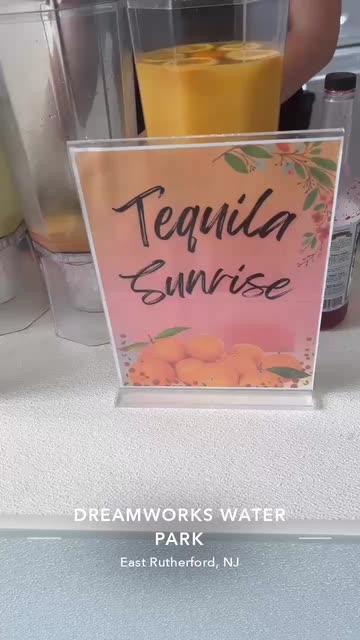 Tequila
Sunrise
DREAMWORKS WATER
PARK
East Rutherford, NJ